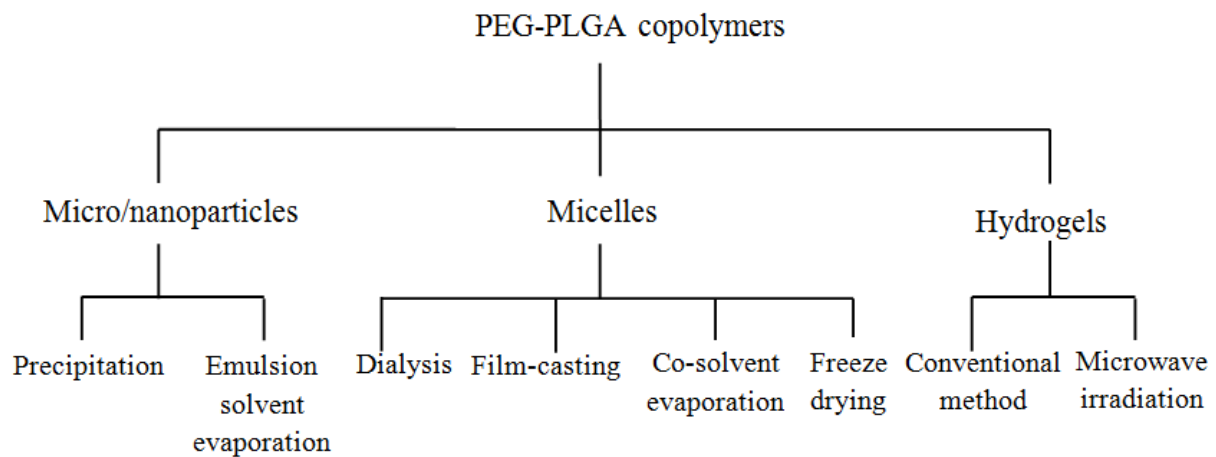 PEG-PLGA copolymers
Micro/nanoparticles
Micelles
Hydrogels
Precipitation
Emulsion
solvent
evaporation
Dialysis
Film-casting
Co-solvent
evaporation
Freeze
drying
Conventional
method
Microwave
irradiation